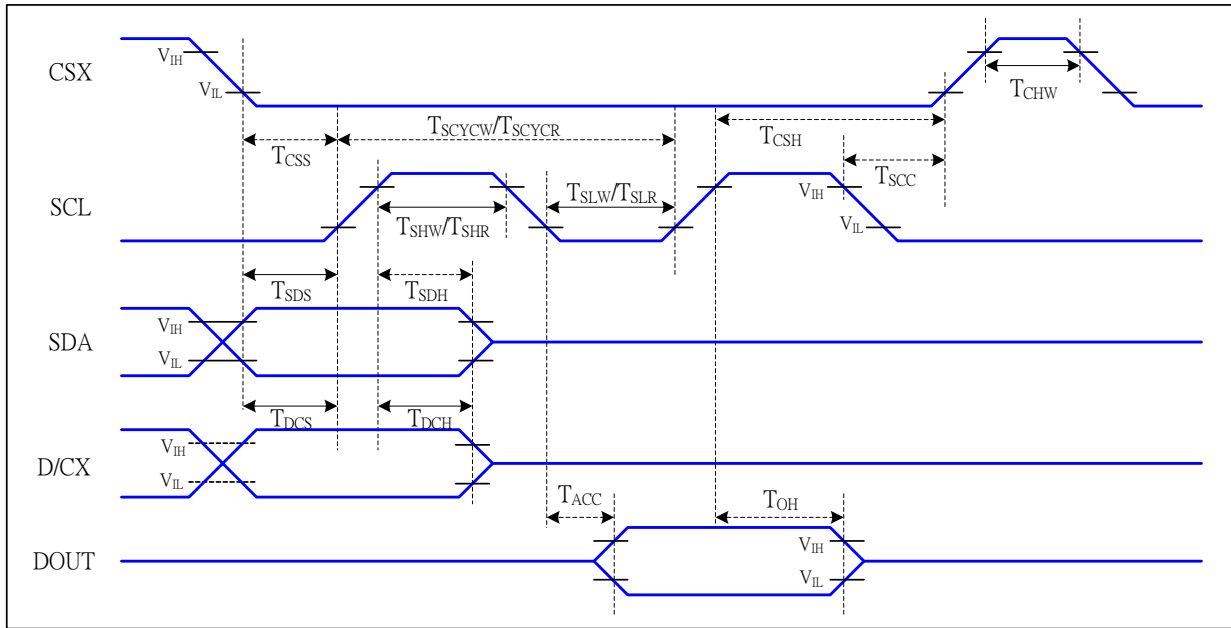 CSX
VIH
VIL
TCHW
TCSS
TSCYCW/TSCYCR
TCSH
TSCC
SCL
TSHW/TSHR
TSLW/TSLR
VIH
VIL
TSDS
TSDH
SDA
VIH
VIL
TDCS
TDCH
D/CX
VIH
VIL
TACC
TOH
DOUT
VIH
VIL